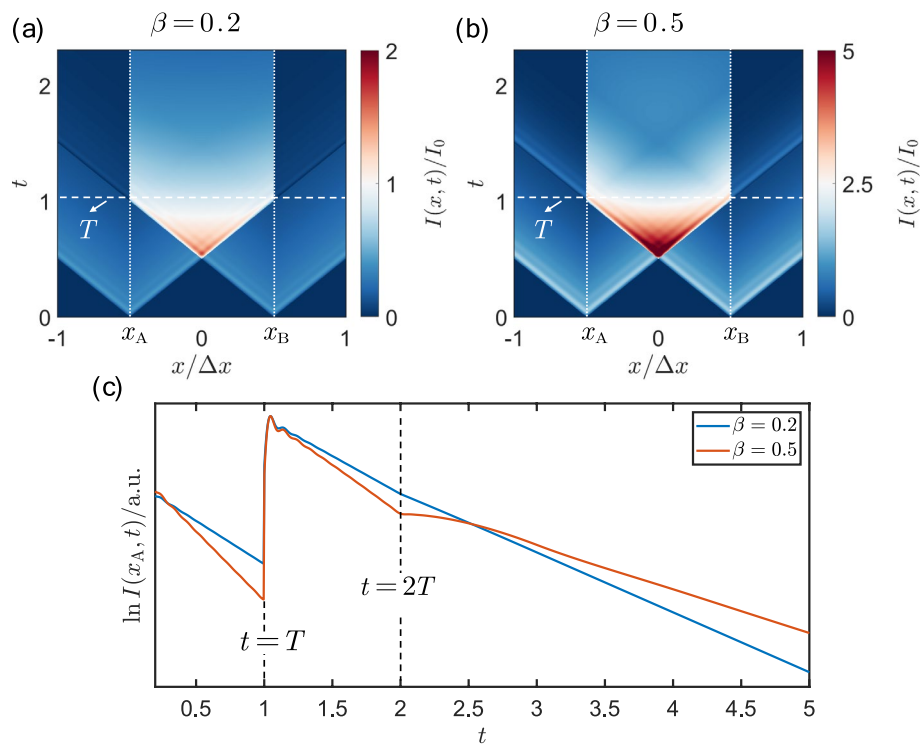 (a) β = 0.2
2
1
0
t
T
-1 x_A 0 x_B 1
x/Δx
2
1
0
I(x, t)/I_0
(b) β = 0.5
2
1
0
t
T
-1 x_A 0 x_B 1
x/Δx
5
2.5
0
I(x, t)/I_0
(c)
ln I(x_A, t)/a.u.
β = 0.2
β = 0.5
t = 2T
t = T
0.5 1 1.5 2 2.5 3 3.5 4 4.5 5
t